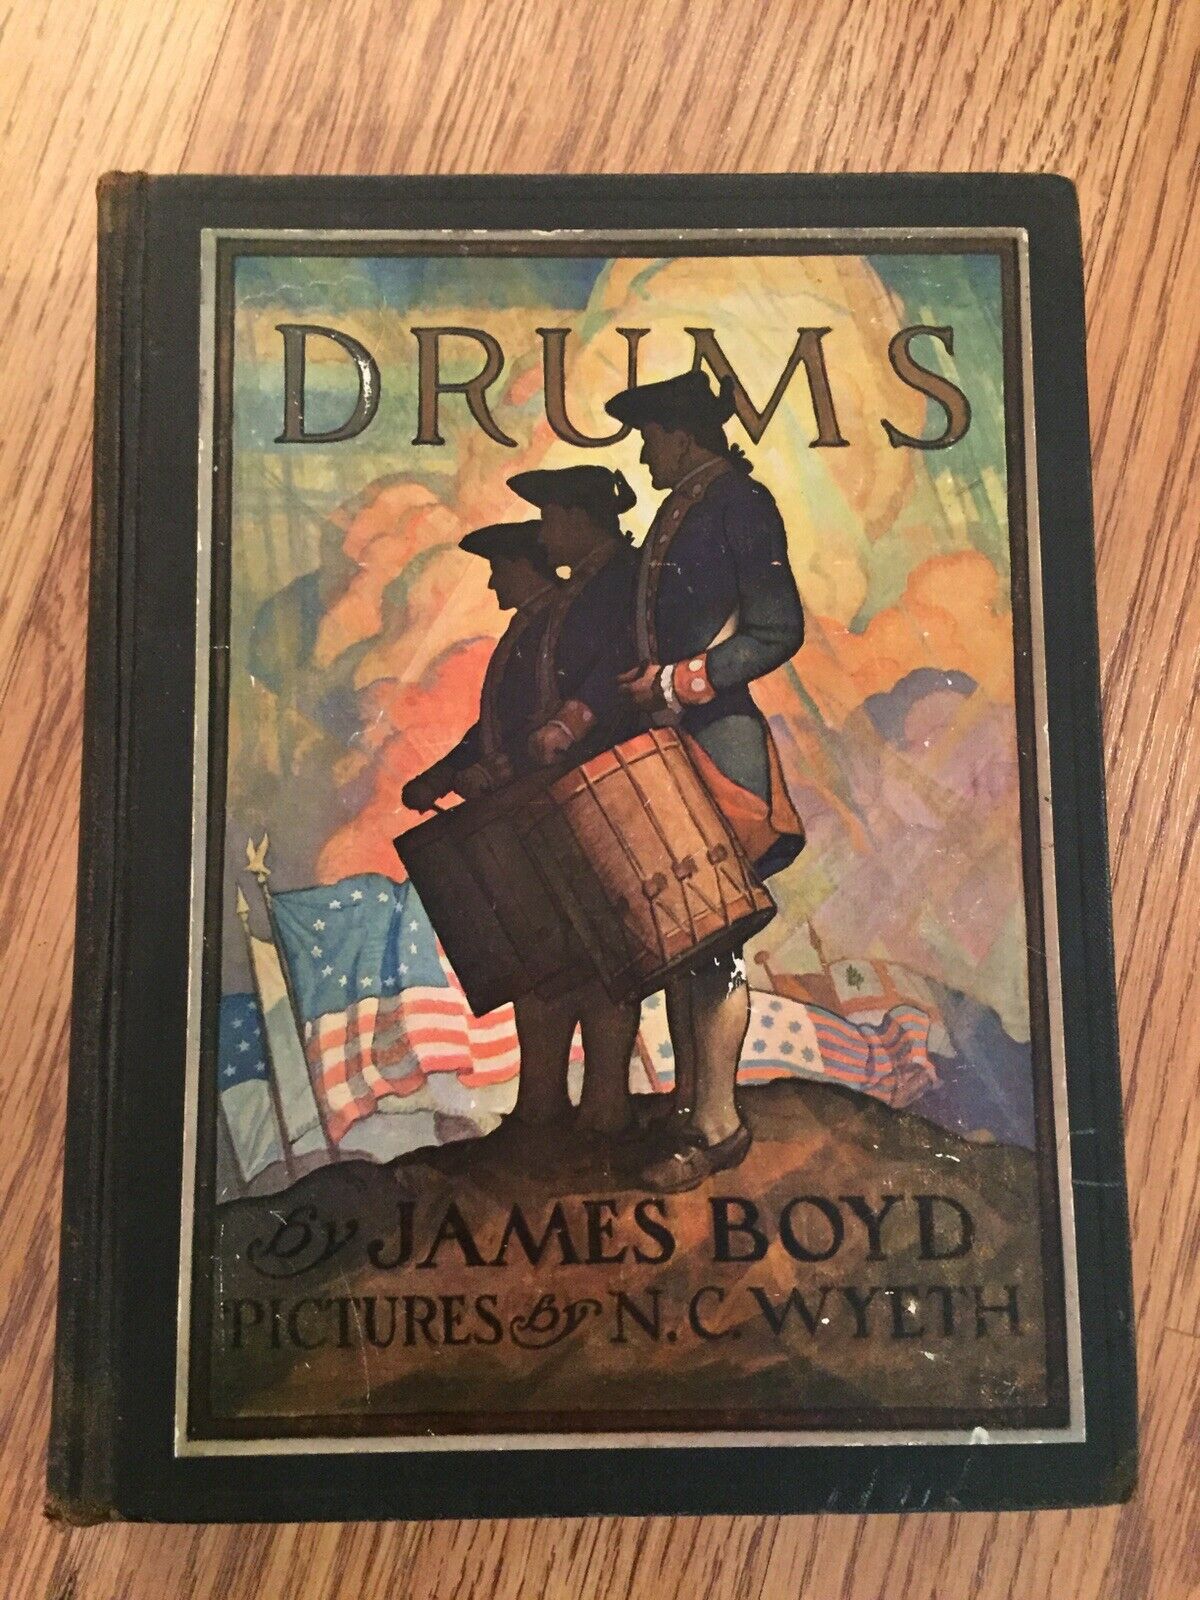 DRUMS
By JAMES BOYD
PICTURES By N.C. WYETH